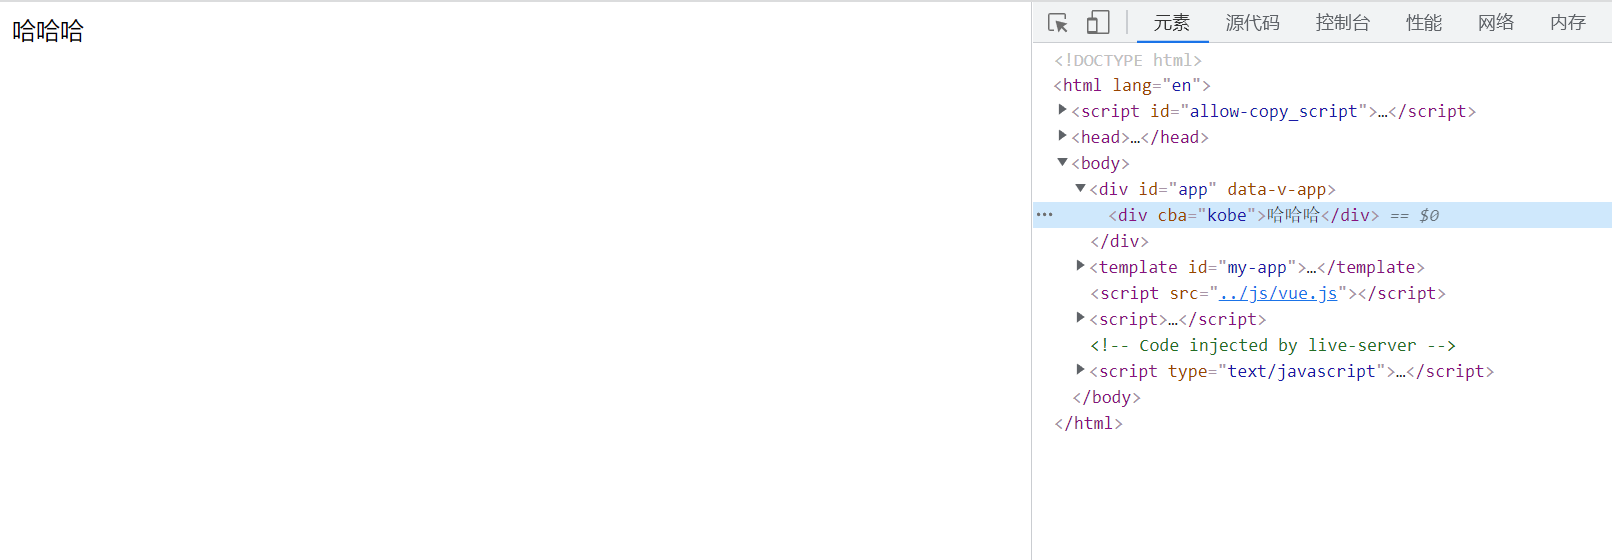 哈哈哈
元素 源代码 控制台 性能 网络 内存
<!DOCTYPE html>
<html lang="en">
<script id="allow-copy_script">…</script>
<head>…</head>
<body>
<div id="app" data-v-app>
<div cba="kobe">哈哈哈</div> == $0
</div>
<template id="my-app">…</template>
<script src="../js/vue.js"></script>
<script>…</script>
<!-- Code injected by live-server -->
<script type="text/javascript">…</script>
</body>
</html>